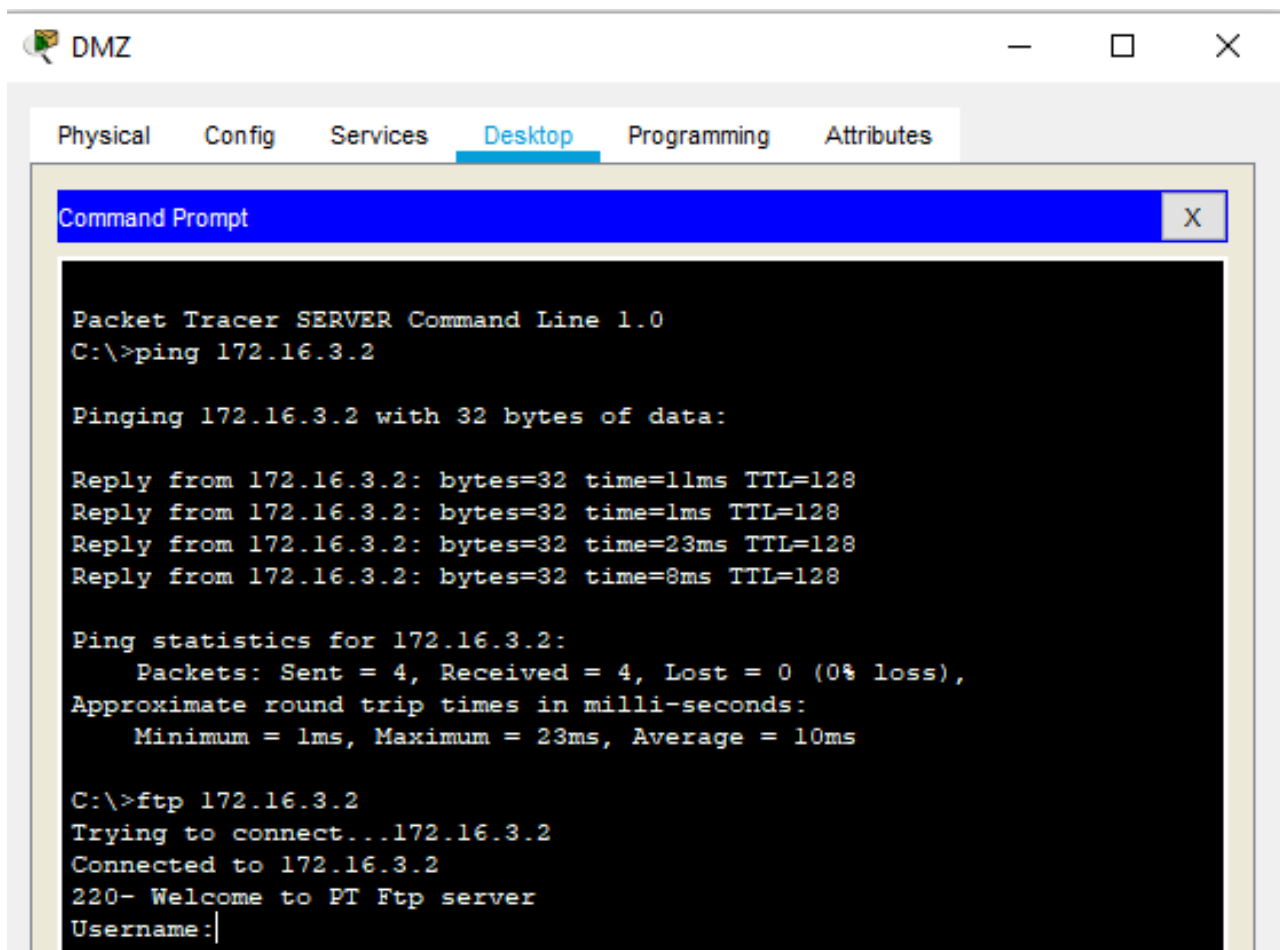 DMZ
Physical Config Services Desktop Programming Attributes
Command Prompt X
Packet Tracer SERVER Command Line 1.0
C:\>ping 172.16.3.2
Pinging 172.16.3.2 with 32 bytes of data:
Reply from 172.16.3.2: bytes=32 time=11ms TTL=128
Reply from 172.16.3.2: bytes=32 time=1ms TTL=128
Reply from 172.16.3.2: bytes=32 time=23ms TTL=128
Reply from 172.16.3.2: bytes=32 time=8ms TTL=128
Ping statistics for 172.16.3.2:
Packets: Sent = 4, Received = 4, Lost = 0 (0% loss),
Approximate round trip times in milli-seconds:
Minimum = 1ms, Maximum = 23ms, Average = 10ms
C:\>ftp 172.16.3.2
Trying to connect...172.16.3.2
Connected to 172.16.3.2
220- Welcome to PT Ftp server
Username: